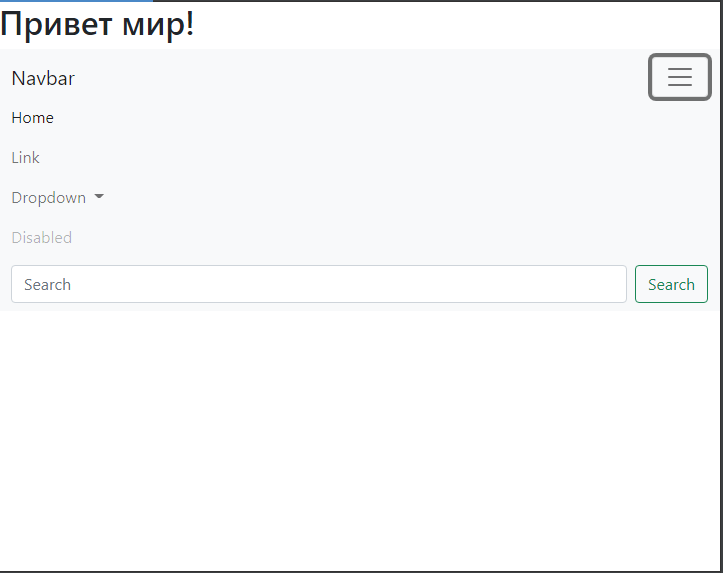 Привет мир!
Navbar
Home
Link
Dropdown
Disabled
Search Search